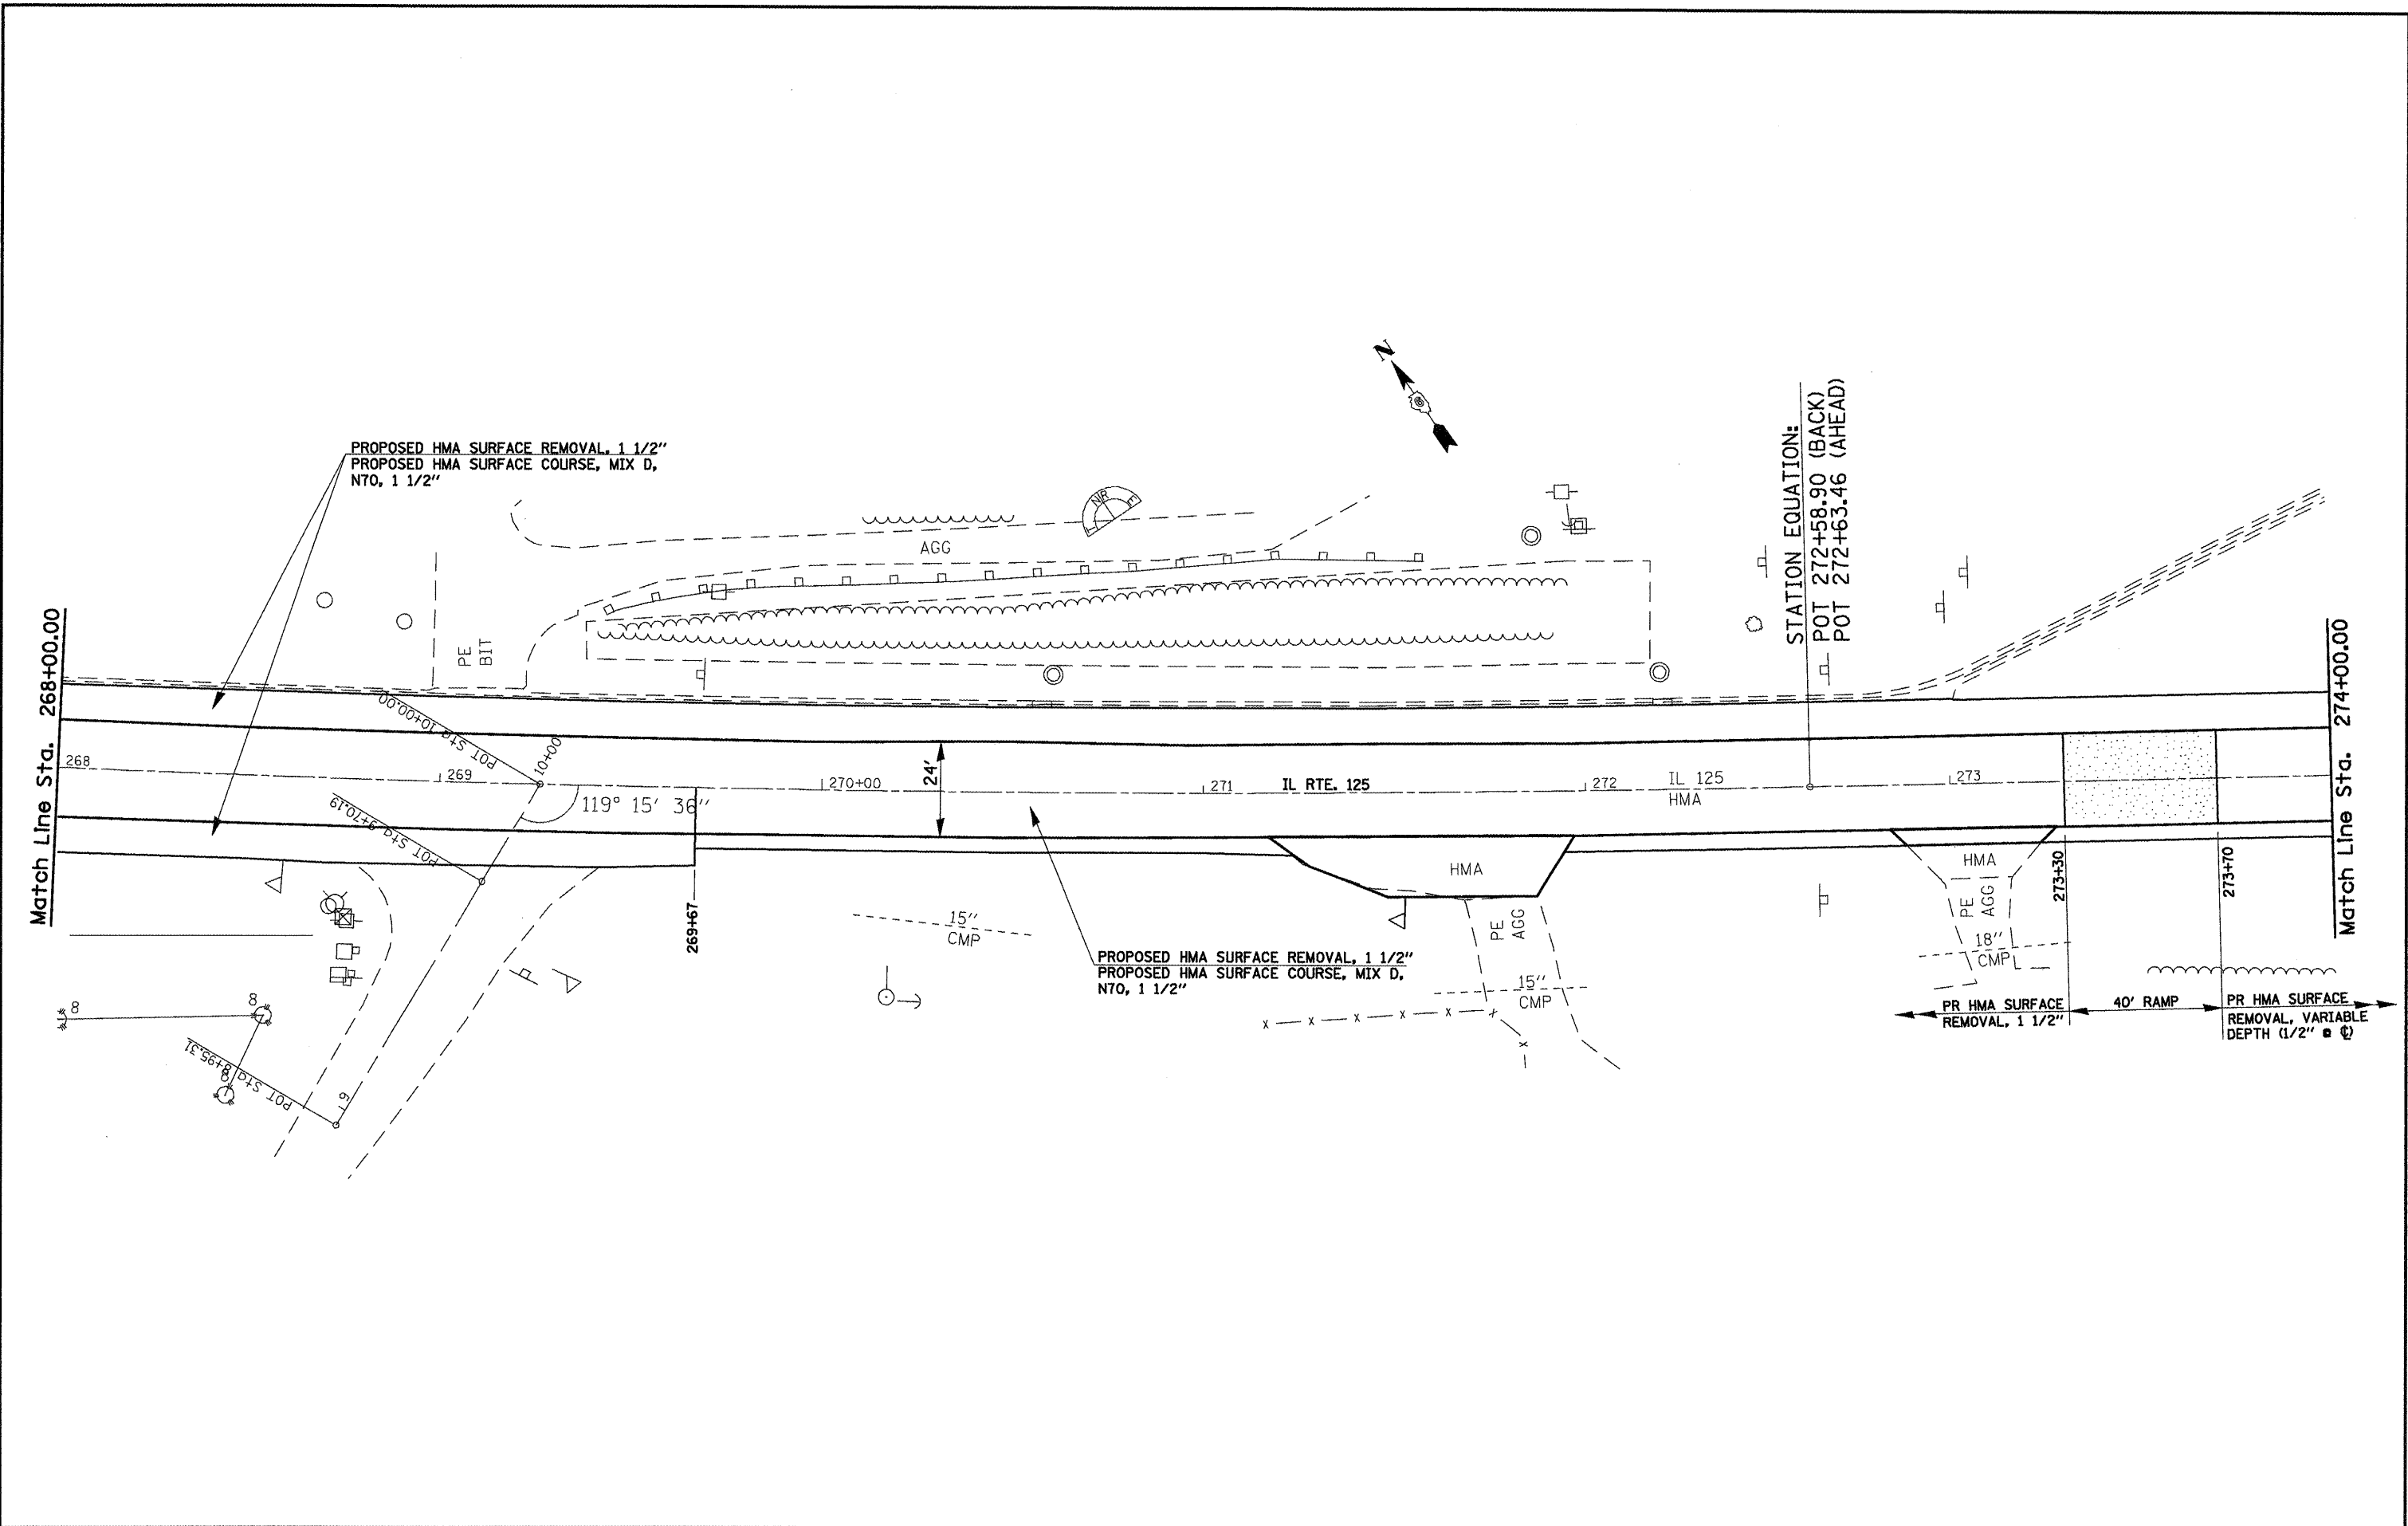 PROPOSED HMA SURFACE REMOVAL, 1 1/2"
PROPOSED HMA SURFACE COURSE, MIX D,
N70, 1 1/2"
N
STATION EQUATION:
POT 272+58.90 (BACK)
POT 272+63.46 (AHEAD)
AGG
PE
BIT
Match Line Sta. 268+00.00
Match Line Sta. 274+00.00
POT Sta 10+00.00
10+00
268
269
270+00
24'
271
IL RTE. 125
272
IL 125
HMA
273
119° 15' 36"
POT Sta 9+70.19
HMA
HMA
273+30
273+70
269+67
15"
CMP
PE
AGG
PE
AGG
18"
CMP
15"
CMP
PROPOSED HMA SURFACE REMOVAL, 1 1/2"
PROPOSED HMA SURFACE COURSE, MIX D,
N70, 1 1/2"
PR HMA SURFACE
REMOVAL, 1 1/2"
40' RAMP
PR HMA SURFACE
REMOVAL, VARIABLE
DEPTH (1/2" @ ℄)
8
8
8
POT Sta 8+95.31
9
x x x x x x
x